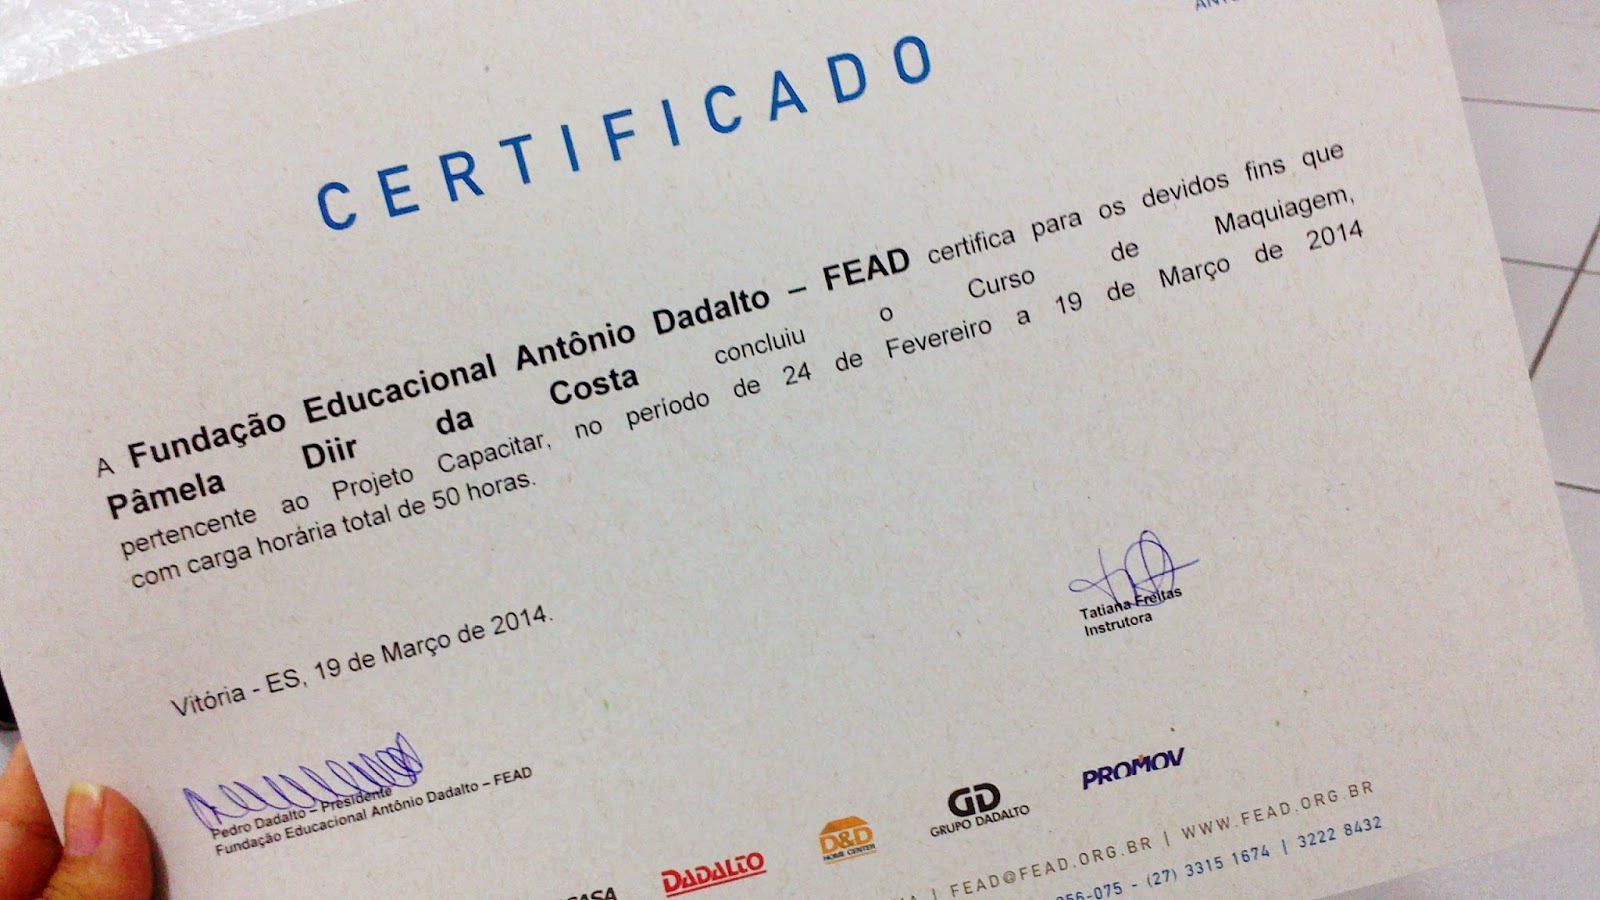 CERTIFICADO
A Fundação Educacional Antônio Dadalto – FEAD certifica para os devidos fins que
Pâmela Diir da Costa concluiu o Curso de Maquiagem,
pertencente ao Projeto Capacitar, no período de 24 de Fevereiro a 19 de Março de 2014
com carga horária total de 50 horas.
Vitória - ES, 19 de Março de 2014.
Tatiana Freitas
Instrutora
Pedro Dadalto – Presidente
Fundação Educacional Antônio Dadalto – FEAD
DADALTO
D&D
HOME CENTER
GD
GRUPO DADALTO
PROMOV
| FEAD@FEAD.ORG.BR | WWW.FEAD.ORG.BR
056-075 - (27) 3315 1674 | 3222 8432